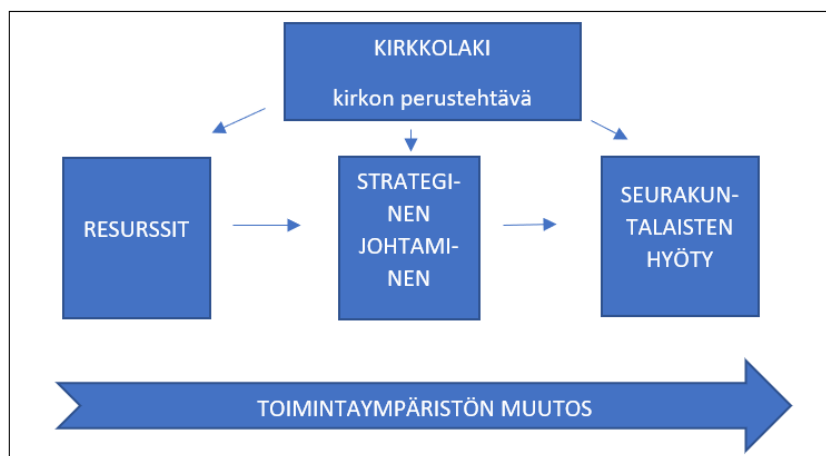 KIRKKOLAKI
kirkon perustehtävä
RESURSSIT
STRATEGI-
NEN
JOHTAMI-
NEN
SEURAKUN-
TALAISTEN
HYÖTY
TOIMINTAYMPÄRISTÖN MUUTOS